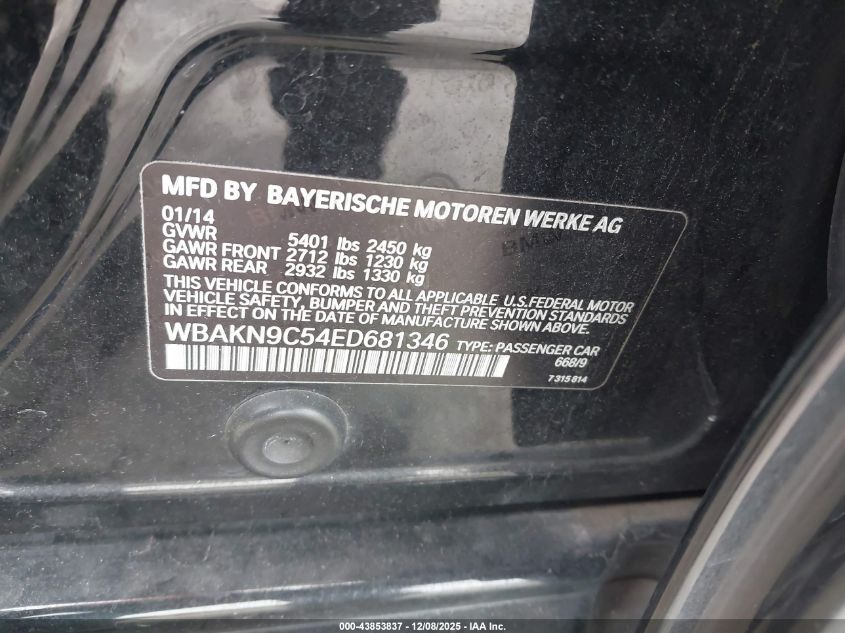 MFD BY BAYERISCHE MOTOREN WERKE AG
01/14
GVWR 5401 lbs 2450 kg
GAWR FRONT 2712 lbs 1230 kg
GAWR REAR 2932 lbs 1330 kg
THIS VEHICLE CONFORMS TO ALL APPLICABLE U.S.FEDERAL MOTOR
VEHICLE SAFETY, BUMPER AND THEFT PREVENTION STANDARDS
IN EFFECT ON THE DATE OF MANUFACTURE SHOWN ABOVE.
WBAKN9C54ED681346 TYPE: PASSENGER CAR
668/9
7 315 814
000-43853837 - 12/08/2025 - IAA Inc.